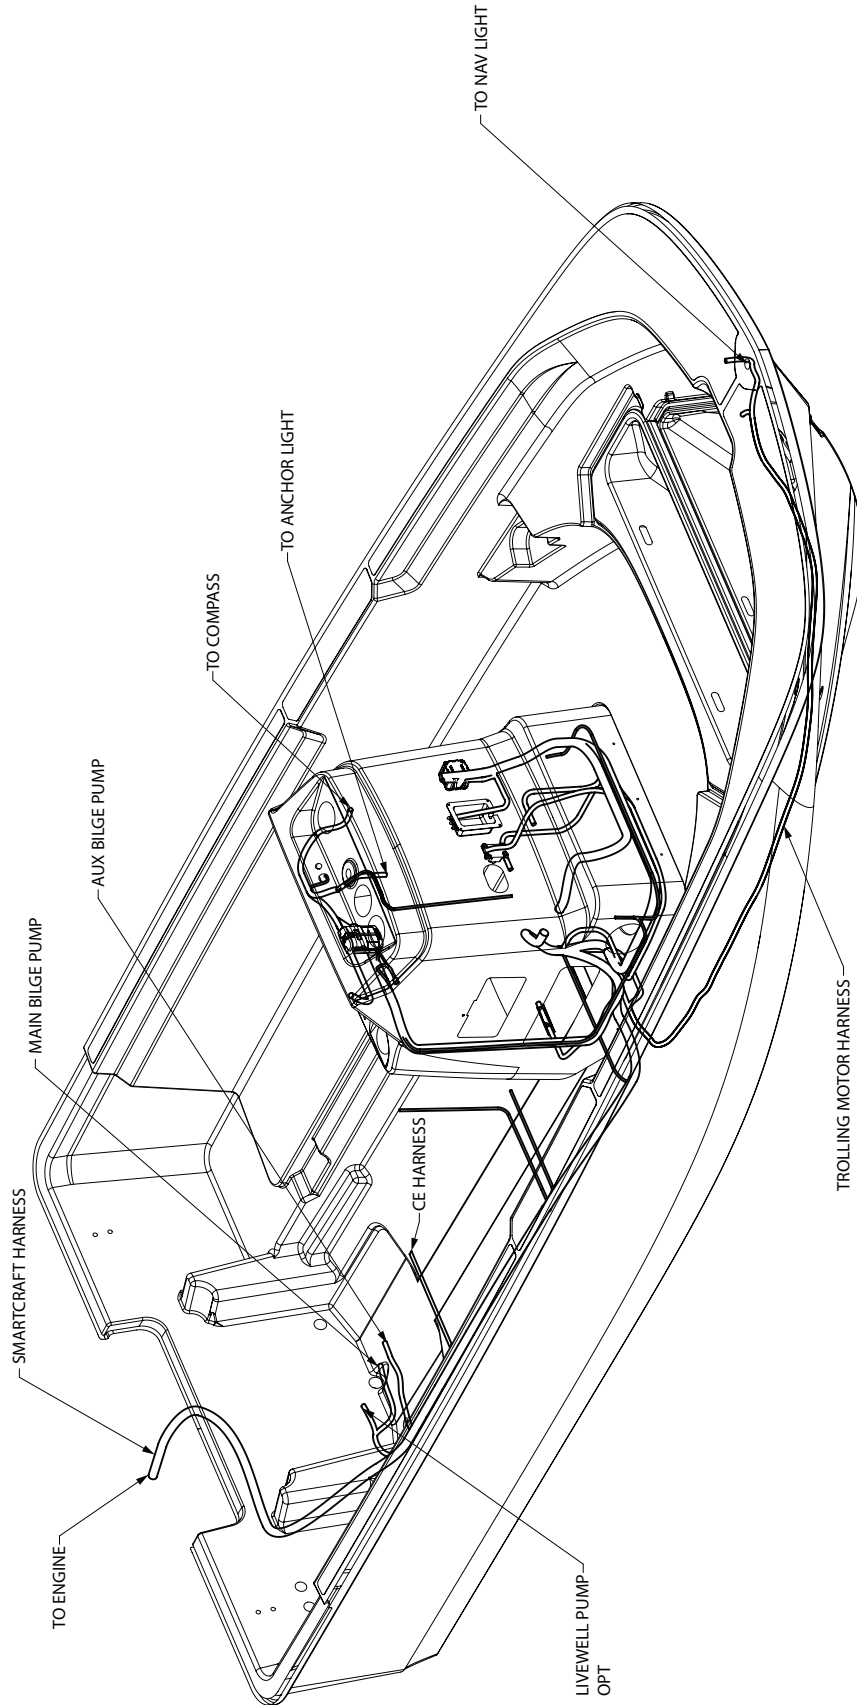 TO ENGINE
SMARTCRAFT HARNESS
MAIN BILGE PUMP
AUX BILGE PUMP
TO COMPASS
TO ANCHOR LIGHT
TO NAV LIGHT
CE HARNESS
LIVEWELL PUMP
OPT
TROLLING MOTOR HARNESS